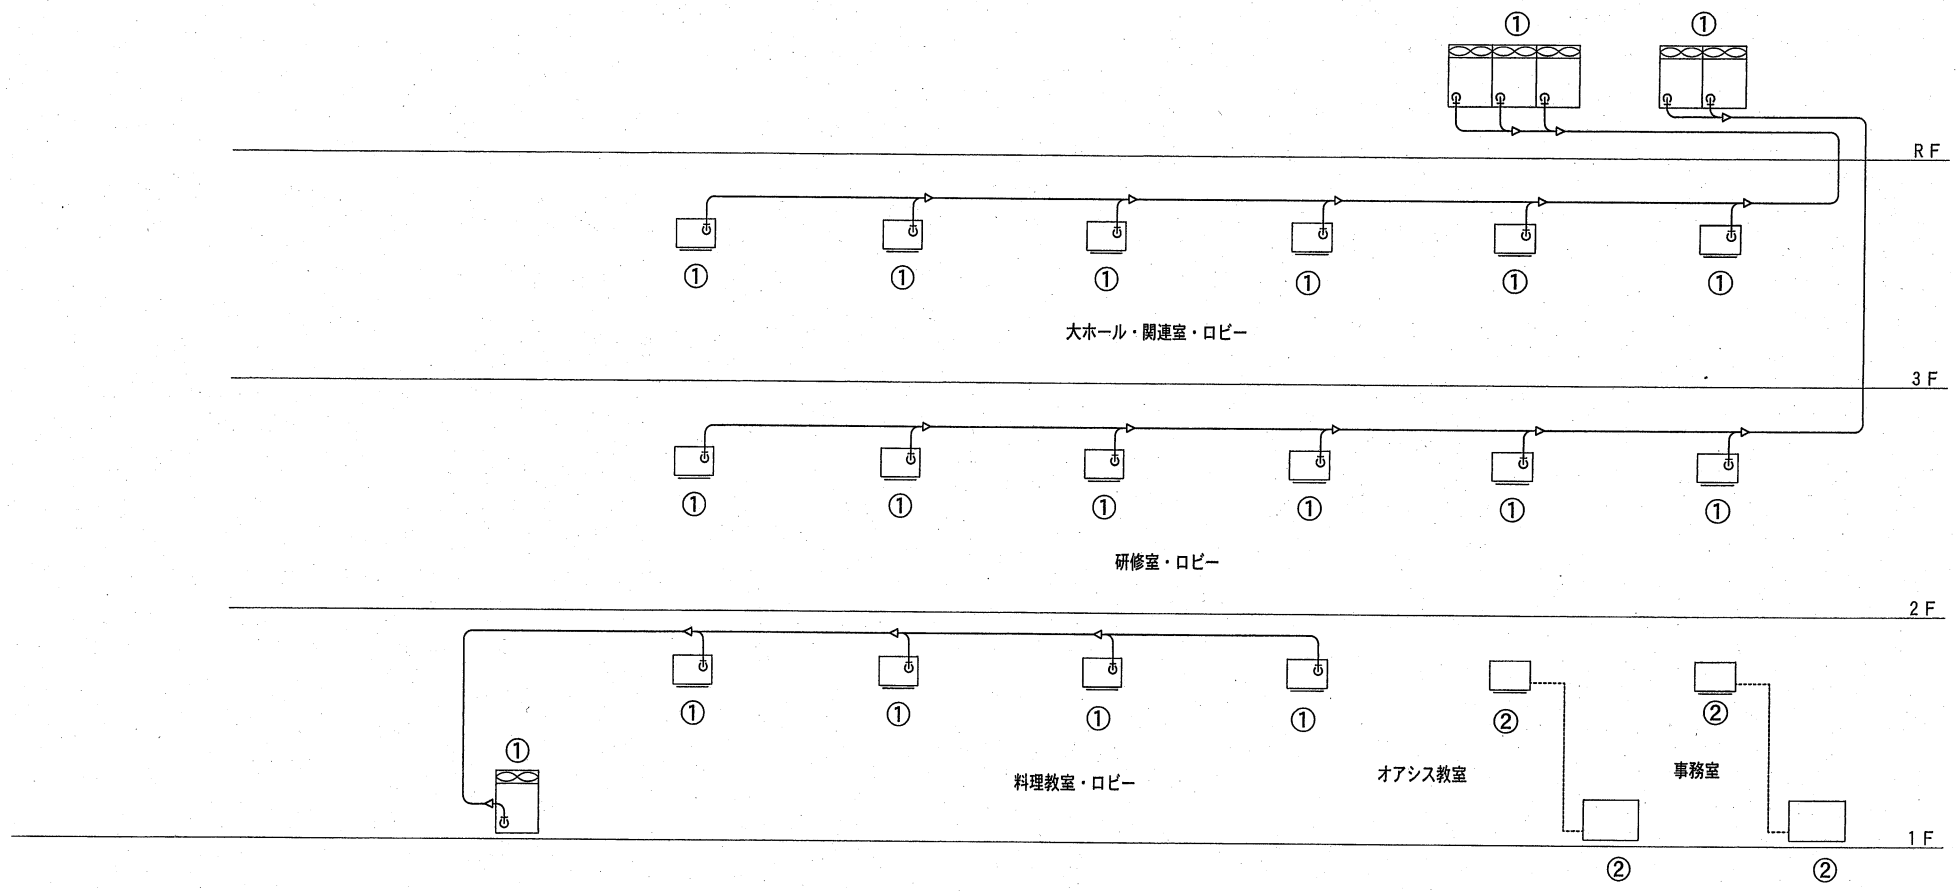 ① ①
RF
① ① ① ① ① ①
大ホール・関連室・ロビー
3F
① ① ① ① ① ①
研修室・ロビー
2F
① ① ① ① ② ②
①
料理教室・ロビー
オアシス教室
事務室
1F
② ②